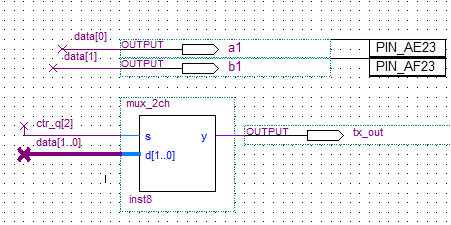 data[0]
OUTPUT
a1
PIN_AE23
data[1]
OUTPUT
b1
PIN_AF23
mux_2ch
ctr_q[2]
s
y
OUTPUT
tx_out
data[1..0]
d[1..0]
inst8